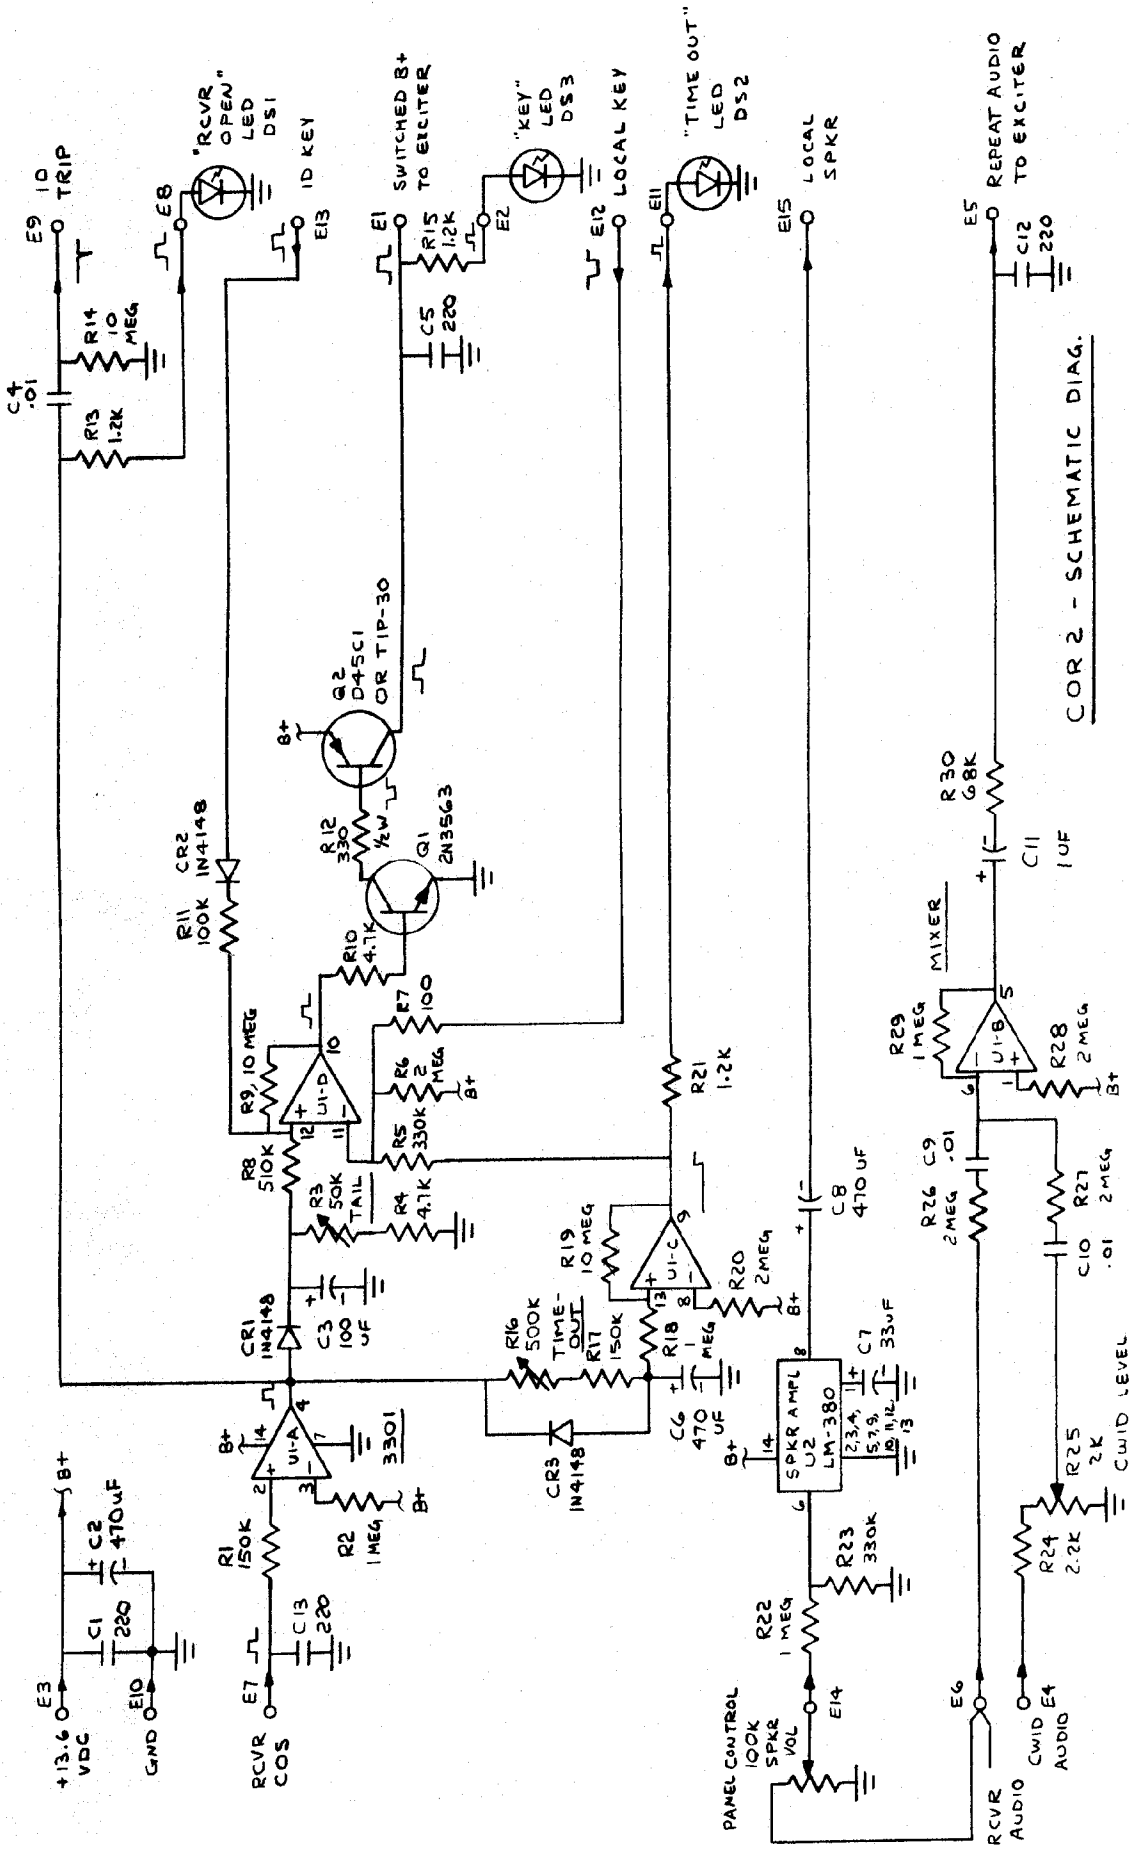 +13.6
VDC
E3
C1
220
+ C2
470UF
B+
GND
E10
RCVR
COS
E7
C13
220
R1
150K
R2
1 MEG
B+
B+
14
2
+
3
-
U1-A
4
7
3301
CR1
1N4148
+
C3
100
UF
R3
50K
TAIL
R4
4.7K
R8
510K
R9, 10 MEG
12
+
11
-
U1-D
10
R5
330K
R6
2
MEG
B+
R7
100
R10
4.7K
Q1
2N3563
R12
330
1/2W
B+
Q2
D45C1
OR TIP-30
R11
100K
CR2
1N4148
C4
.01
R13
1.2K
R14
10
MEG
E9
ID
TRIP
E8
"RCVR
OPEN"
LED
DS1
E13
ID KEY
E1
SWITCHED B+
TO EXCITER
C5
220
R15
1.2K
E2
"KEY"
LED
DS3
E12
LOCAL KEY
E11
"TIME OUT"
LED
DS2
CR3
1N4148
R16
500K
TIME-
OUT
R17
150K
R18
1
MEG
C6
+
470
UF
R19
10 MEG
13
+
8
-
U1-C
9
R20
2MEG
B+
R21
1.2K
PANEL CONTROL
100K
SPKR
VOL
E14
R22
1 MEG
R23
330K
B+
14
6
SPKR AMPL
U2
LM-380
8
1
2,3,4,
5,7,9,
10,11,12,
13
+
C7
33UF
+
-
C8
470UF
E15
LOCAL
SPKR
RCVR
AUDIO
E6
CWID
AUDIO
E4
R24
2.2K
R25
2K
CWID LEVEL
C10
.01
R27
2MEG
R26
2MEG
C9
.01
6
-
1
+
U1-B
5
R29
1 MEG
MIXER
R28
2 MEG
B+
+
-
C11
1UF
R30
68K
C12
220
E5
REPEAT AUDIO
TO EXCITER
COR 2 - SCHEMATIC DIAG.